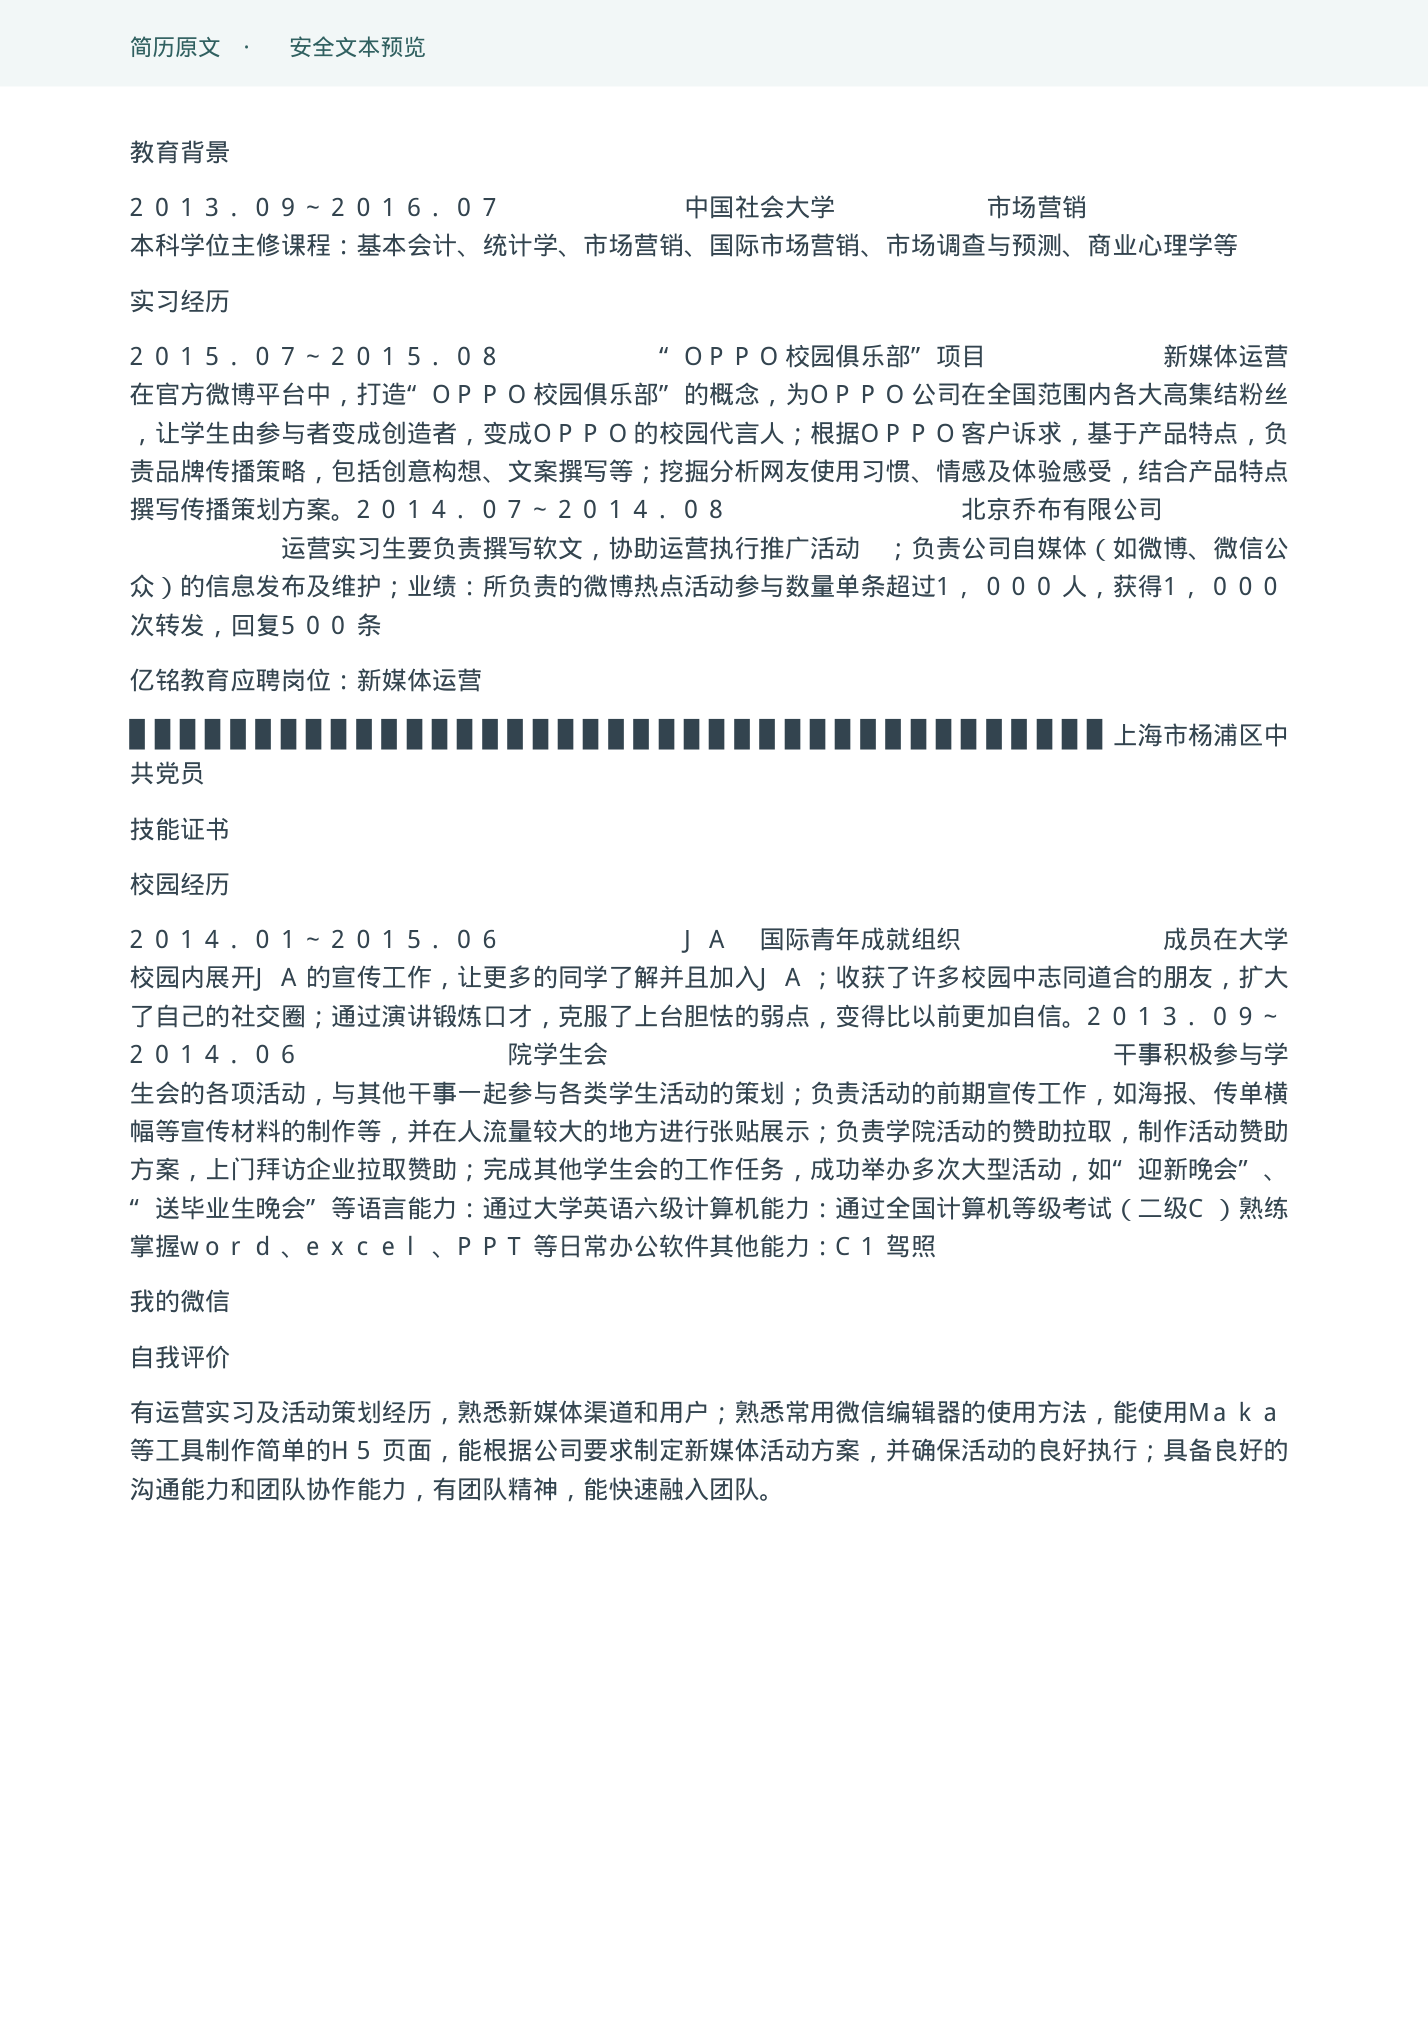 简历原文 · 安全文本预览
教育背景
2013.09~2016.07 中国社会大学 市场营销
本科学位主修课程：基本会计、统计学、市场营销、国际市场营销、市场调查与预测、商业心理学等
实习经历
2015.07~2015.08 “OPPO校园俱乐部”项目 新媒体运营
在官方微博平台中，打造“OPPO校园俱乐部”的概念，为OPPO公司在全国范围内各大高集结粉丝
，让学生由参与者变成创造者，变成OPPO的校园代言人；根据OPPO客户诉求，基于产品特点，负
责品牌传播策略，包括创意构想、文案撰写等；挖掘分析网友使用习惯、情感及体验感受，结合产品特点
撰写传播策划方案。2014.07~2014.08 北京乔布有限公司
运营实习生要负责撰写软文，协助运营执行推广活动 ；负责公司自媒体（如微博、微信公
众）的信息发布及维护；业绩：所负责的微博热点活动参与数量单条超过1，000人，获得1，000
次转发，回复500条
亿铭教育应聘岗位：新媒体运营
███████████████████████████████████████上海市杨浦区中
共党员
技能证书
校园经历
2014.01~2015.06 JA 国际青年成就组织 成员在大学
校园内展开JA的宣传工作，让更多的同学了解并且加入JA；收获了许多校园中志同道合的朋友，扩大
了自己的社交圈；通过演讲锻炼口才，克服了上台胆怯的弱点，变得比以前更加自信。2013.09~
2014.06 院学生会 干事积极参与学
生会的各项活动，与其他干事一起参与各类学生活动的策划；负责活动的前期宣传工作，如海报、传单横
幅等宣传材料的制作等，并在人流量较大的地方进行张贴展示；负责学院活动的赞助拉取，制作活动赞助
方案，上门拜访企业拉取赞助；完成其他学生会的工作任务，成功举办多次大型活动，如“迎新晚会”、
“送毕业生晚会”等语言能力：通过大学英语六级计算机能力：通过全国计算机等级考试（二级C）熟练
掌握word、excel、PPT等日常办公软件其他能力：C1驾照
我的微信
自我评价
有运营实习及活动策划经历，熟悉新媒体渠道和用户；熟悉常用微信编辑器的使用方法，能使用Maka
等工具制作简单的H5页面，能根据公司要求制定新媒体活动方案，并确保活动的良好执行；具备良好的
沟通能力和团队协作能力，有团队精神，能快速融入团队。